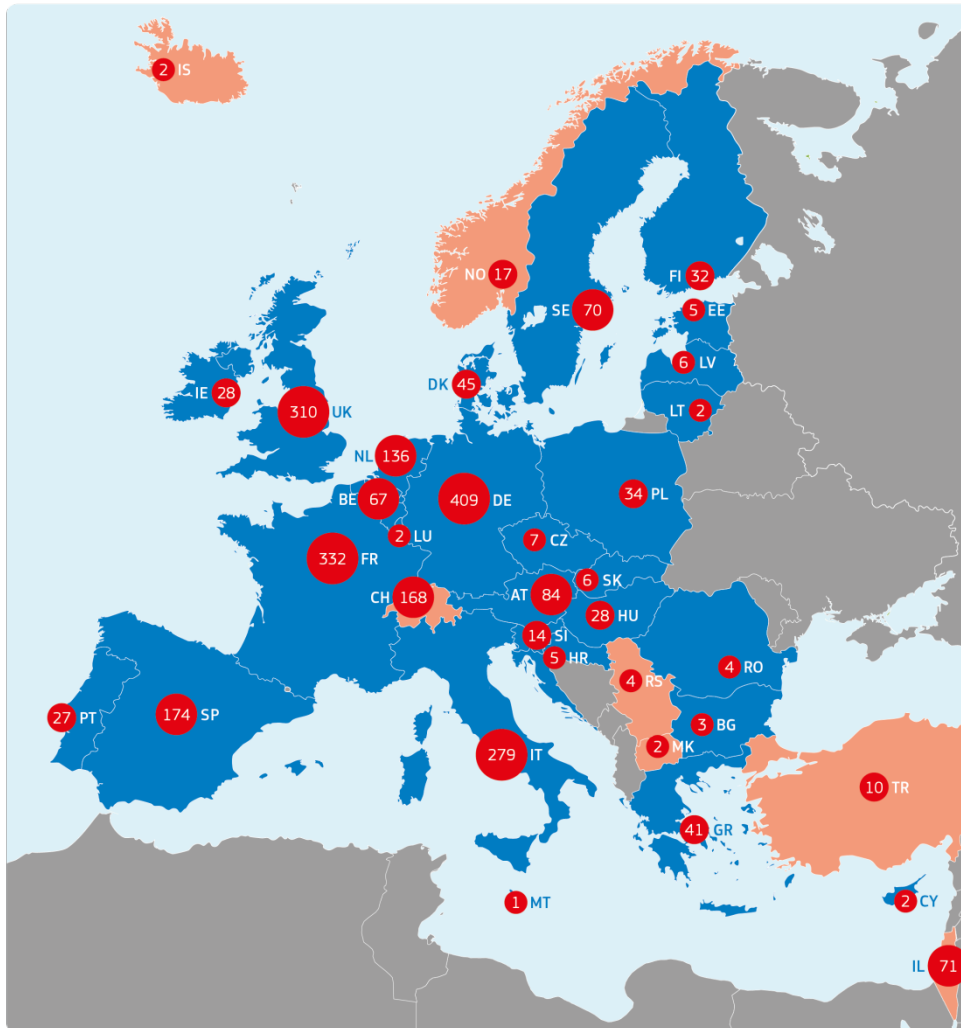 2 IS
NO 17
FI 32
SE 70
5 EE
6 LV
DK 45
IE 28
LT 2
310 UK
NL 136
34 PL
BE 67
409 DE
2 LU
7 CZ
332 FR
6 SK
AT 84
CH 168
28 HU
14 SI
5 HR
4 RO
4 RS
174 SP
27 PT
3 BG
2 MK
279 IT
10 TR
41 GR
1 MT
2 CY
IL 71